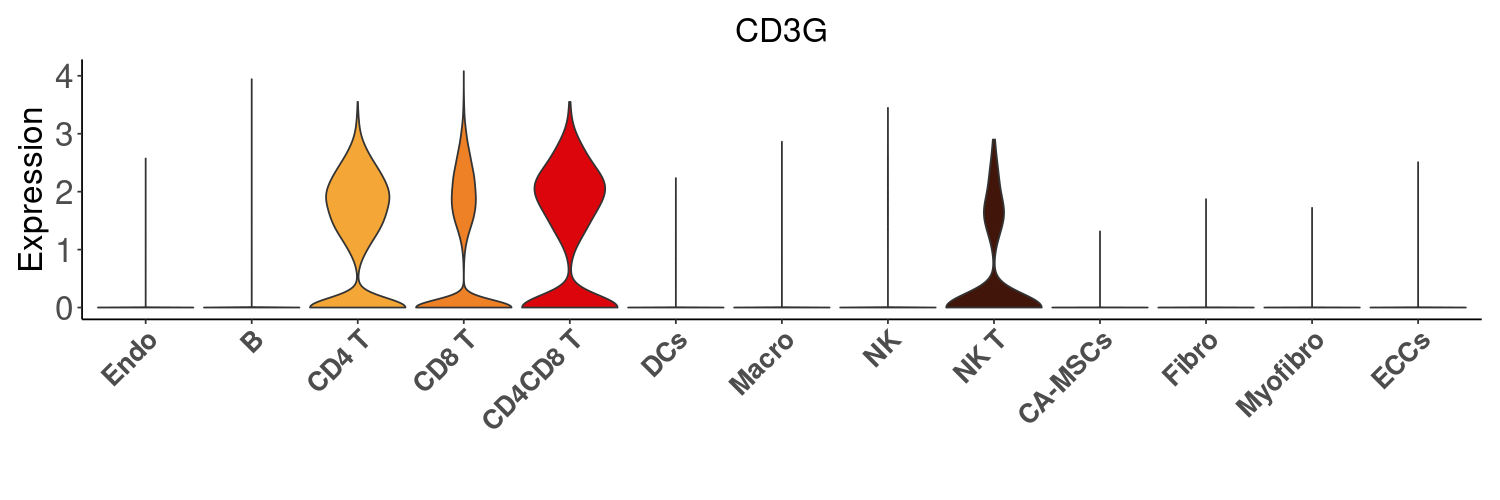 CD3G
Expression
4
3
2
1
0
Endo
B
CD4 T
CD8 T
CD4CD8 T
DCs
Macro
NK
NK T
CA-MSCs
Fibro
Myofibro
ECCs